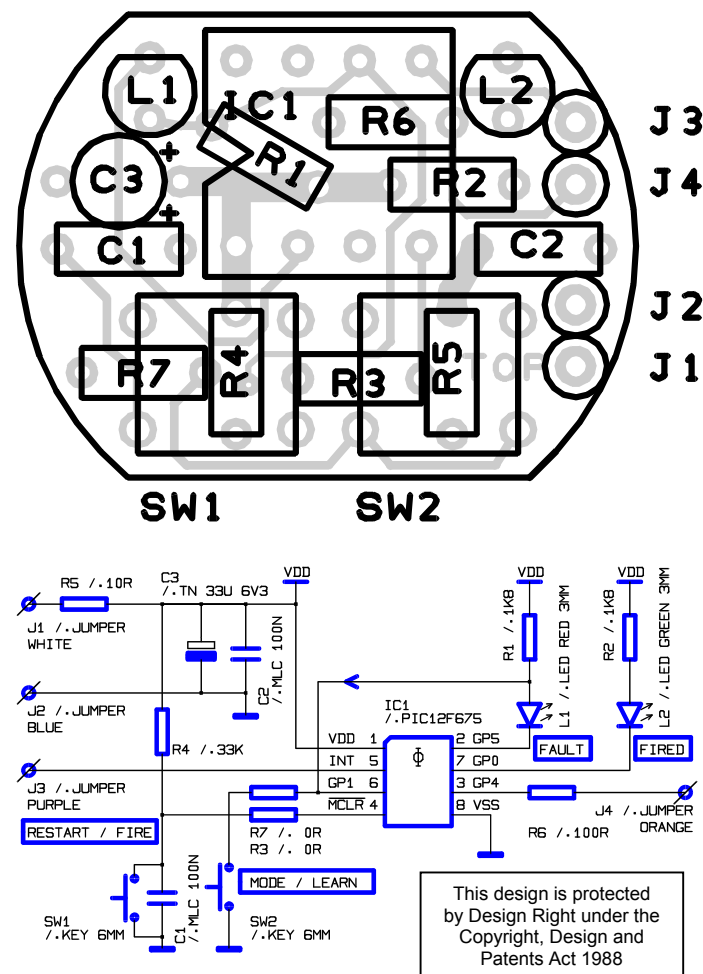 L1
IC1
L2
R6
J3
C3
+
R1
R2
J4
+
C1
C2
J2
R7
R4
R3
R5
TOP
J1
SW1
SW2
R5 /.10R
C3
/.TN 33U 6V3
VDD
VDD
VDD
J1 /.JUMPER
WHITE
C2
/.MLC 100N
R1 /.1K8
L1 /.LED RED 3MM
R2 /.1K8
L2 /.LED GREEN 3MM
J2 /.JUMPER
BLUE
R4 /.33K
IC1
/.PIC12F675
VDD 1
2 GP5
FAULT
FIRED
INT 5
7 GP0
J3 /.JUMPER
PURPLE
GP1 6
3 GP4
MCLR 4
8 VSS
J4 /.JUMPER
ORANGE
RESTART / FIRE
R7 /. 0R
R3 /. 0R
R6 /.100R
MODE / LEARN
SW1
/.KEY 6MM
C1
/.MLC 100N
SW2
/.KEY 6MM
This design is protected
by Design Right under the
Copyright, Design and
Patents Act 1988